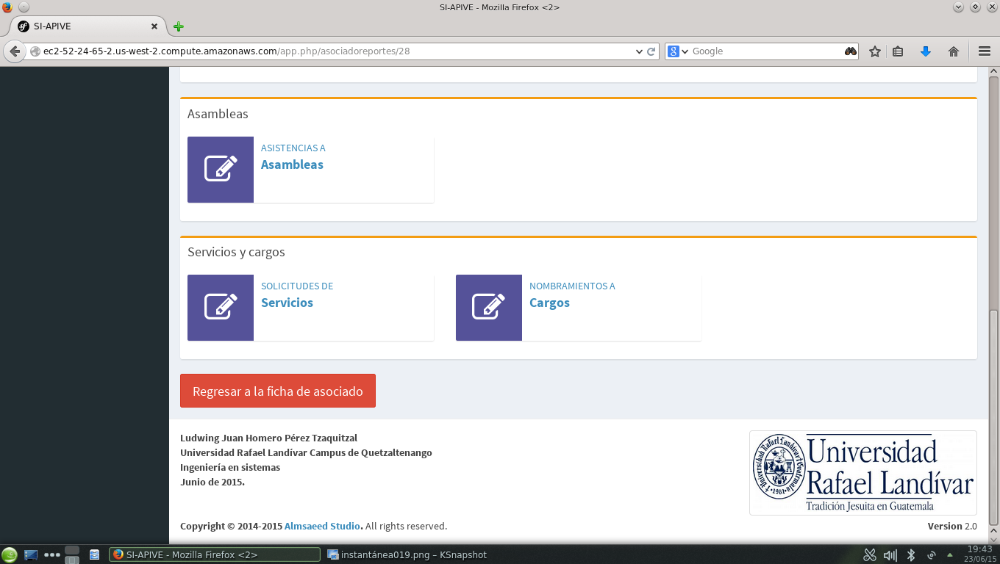 SI-APIVE - Mozilla Firefox <2>
SI-APIVE
ec2-52-24-65-2.us-west-2.compute.amazonaws.com/app.php/asociadoreportes/28
Google
Asambleas
ASISTENCIAS A
Asambleas
Servicios y cargos
SOLICITUDES DE
Servicios
NOMBRAMIENTOS A
Cargos
Regresar a la ficha de asociado
Ludwing Juan Homero Pérez Tzaquitzal
Universidad Rafael Landívar Campus de Quetzaltenango
Ingeniería en sistemas
Junio de 2015.
Universidad
Rafael Landívar
Tradición Jesuita en Guatemala
Copyright © 2014-2015 Almsaeed Studio. All rights reserved.
Version 2.0
SI-APIVE - Mozilla Firefox <2>
instantánea019.png – KSnapshot
19:43
23/06/15